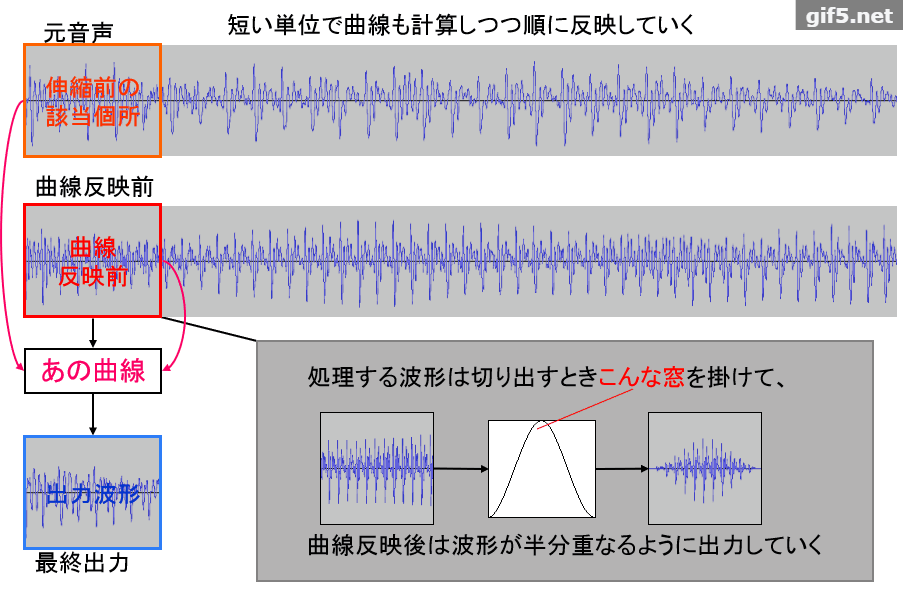 gif5.net
短い単位で曲線も計算しつつ順に反映していく
元音声
伸縮前の
該当個所
曲線反映前
曲線
反映前
あの曲線
処理する波形は切り出すときこんな窓を掛けて、
出力波形
曲線反映後は波形が半分重なるように出力していく
最終出力